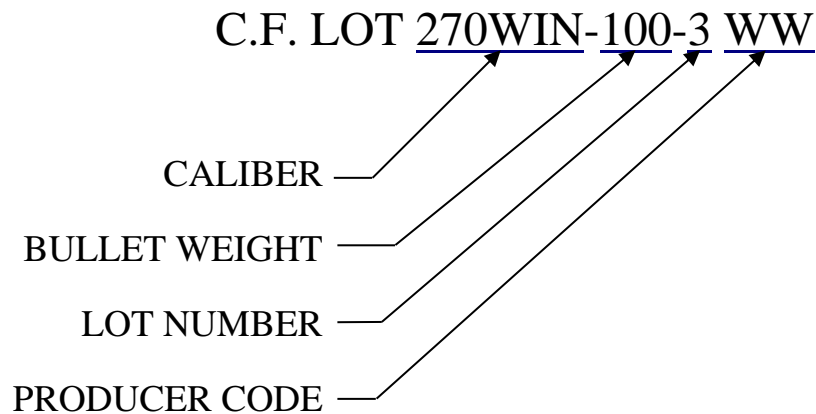 C.F. LOT 270WIN-100-3 WW
CALIBER
BULLET WEIGHT
LOT NUMBER
PRODUCER CODE